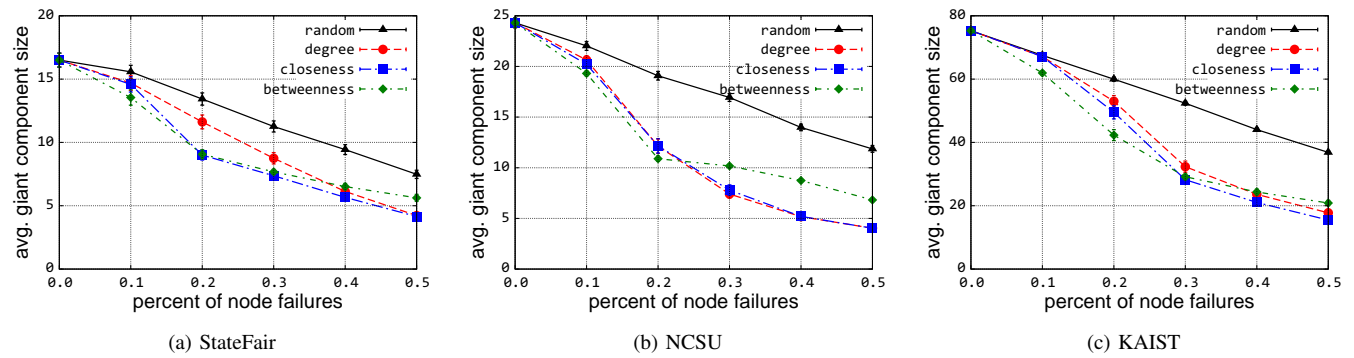 avg. giant component size
20
15
10
5
0
random
degree
closeness
betweenness
0.0 0.1 0.2 0.3 0.4 0.5
percent of node failures
(a) StateFair
avg. giant component size
25
20
15
10
5
0
random
degree
closeness
betweenness
0.0 0.1 0.2 0.3 0.4 0.5
percent of node failures
(b) NCSU
avg. giant component size
80
60
40
20
0
random
degree
closeness
betweenness
0.0 0.1 0.2 0.3 0.4 0.5
percent of node failures
(c) KAIST